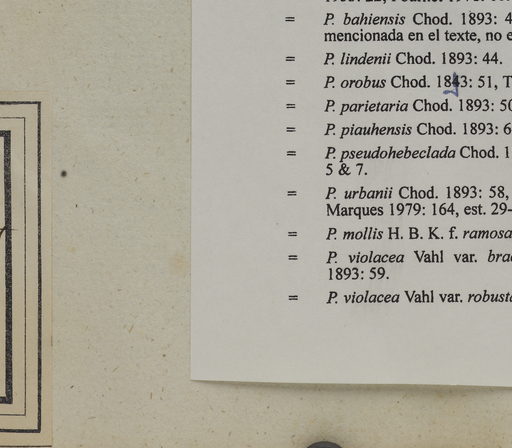 = P. bahiensis Chod. 1893: 4
mencionada en el texte, no e
= P. lindenii Chod. 1893: 44.
= P. orobus Chod. 1843: 51, T
= P. parietaria Chod. 1893: 50
= P. piauhensis Chod. 1893: 6
= P. pseudohebeclada Chod. 1
5 & 7.
= P. urbanii Chod. 1893: 58,
Marques 1979: 164, est. 29-
= P. mollis H. B. K. f. ramosa
= P. violacea Vahl var. brac
1893: 59.
= P. violacea Vahl var. robusta